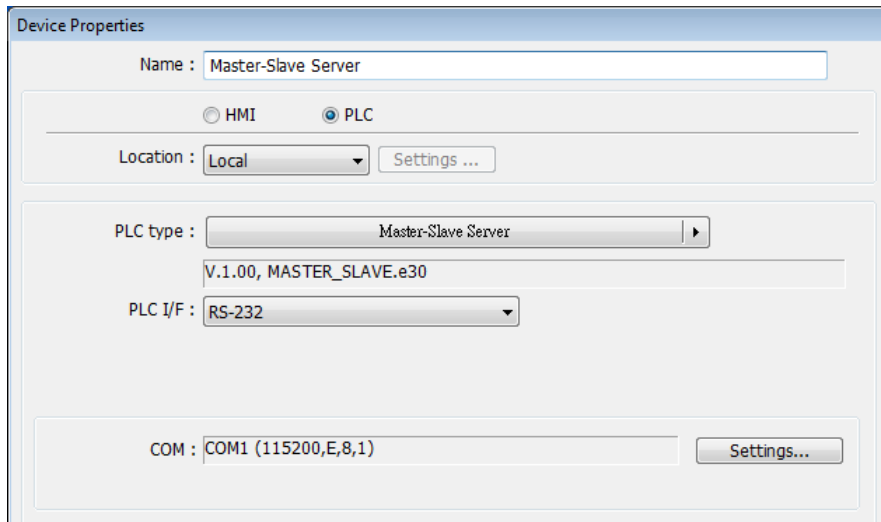 Device Properties
Name : Master-Slave Server
HMI PLC
Location : Local Settings ...
PLC type : Master-Slave Server
V.1.00, MASTER_SLAVE.e30
PLC I/F : RS-232
COM : COM1 (115200,E,8,1) Settings...